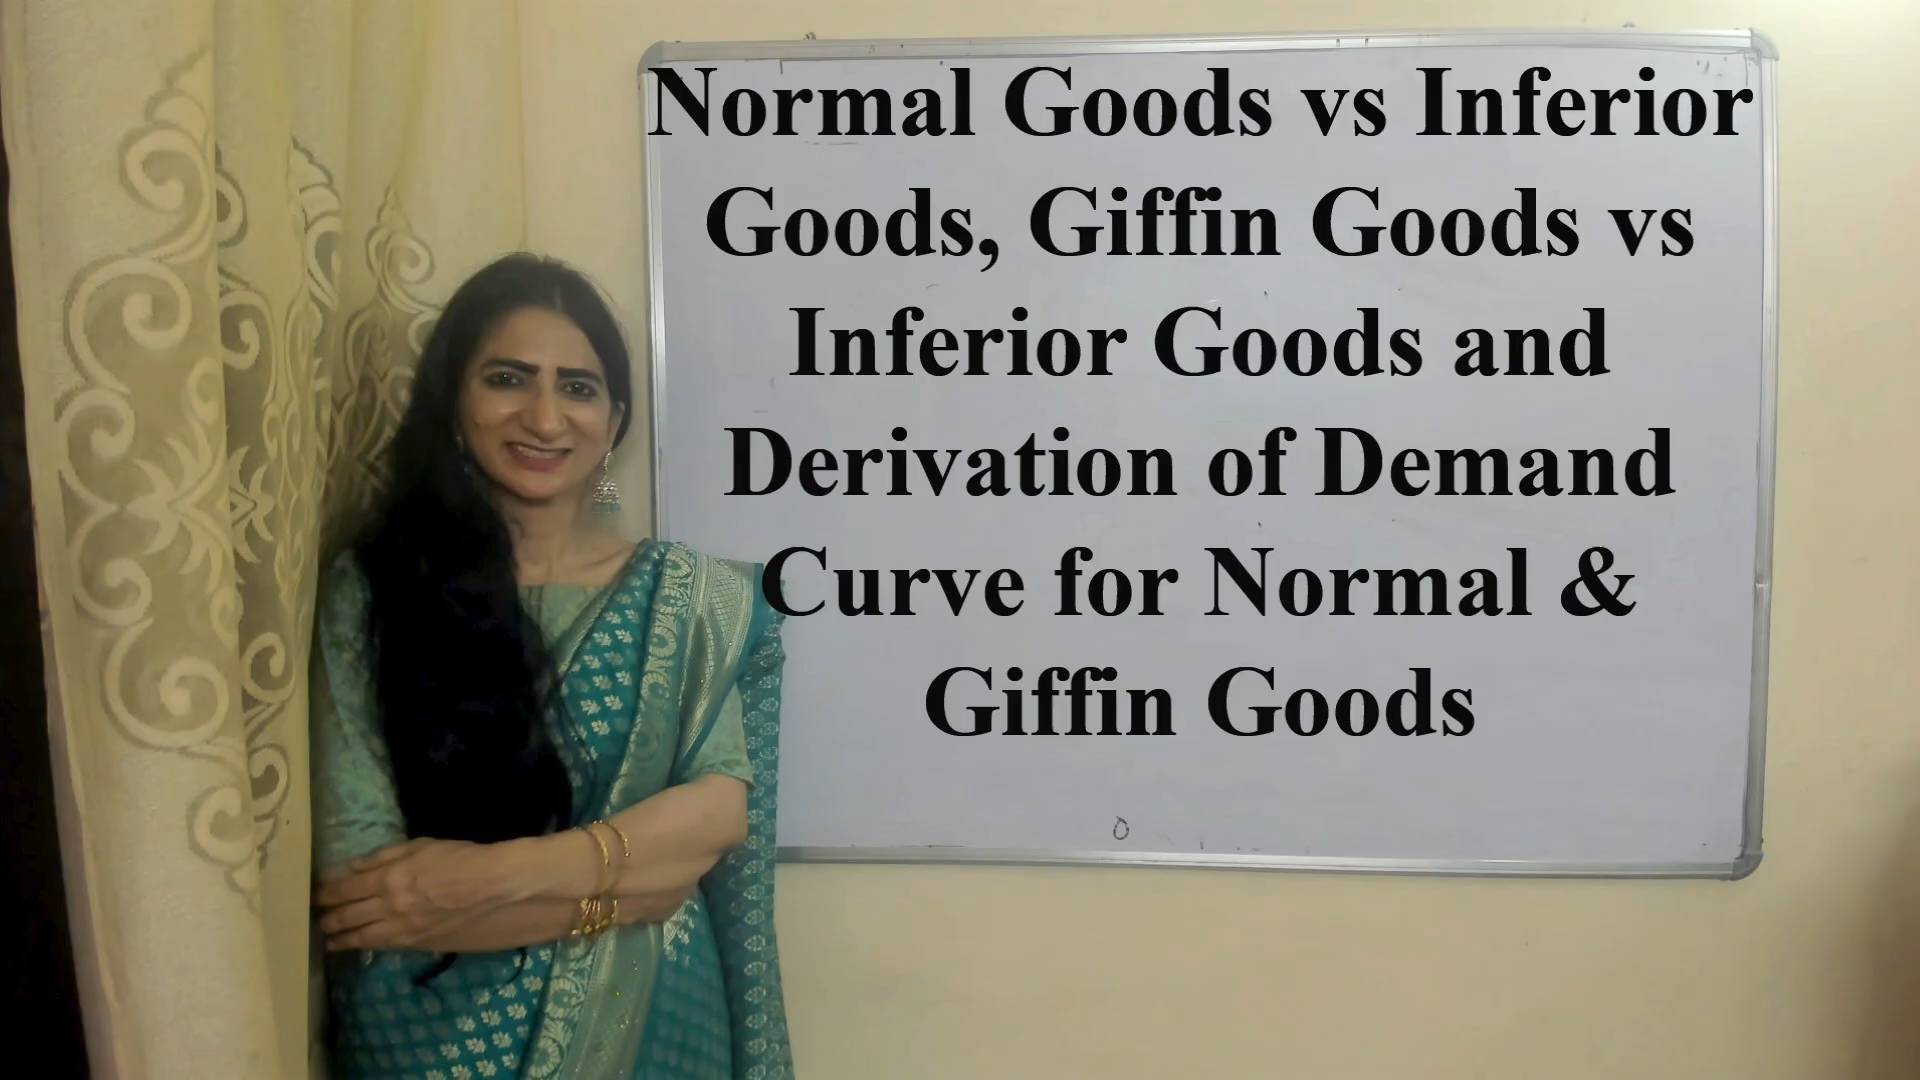 Normal Goods vs Inferior
Goods, Giffin Goods vs
Inferior Goods and
Derivation of Demand
Curve for Normal &
Giffin Goods